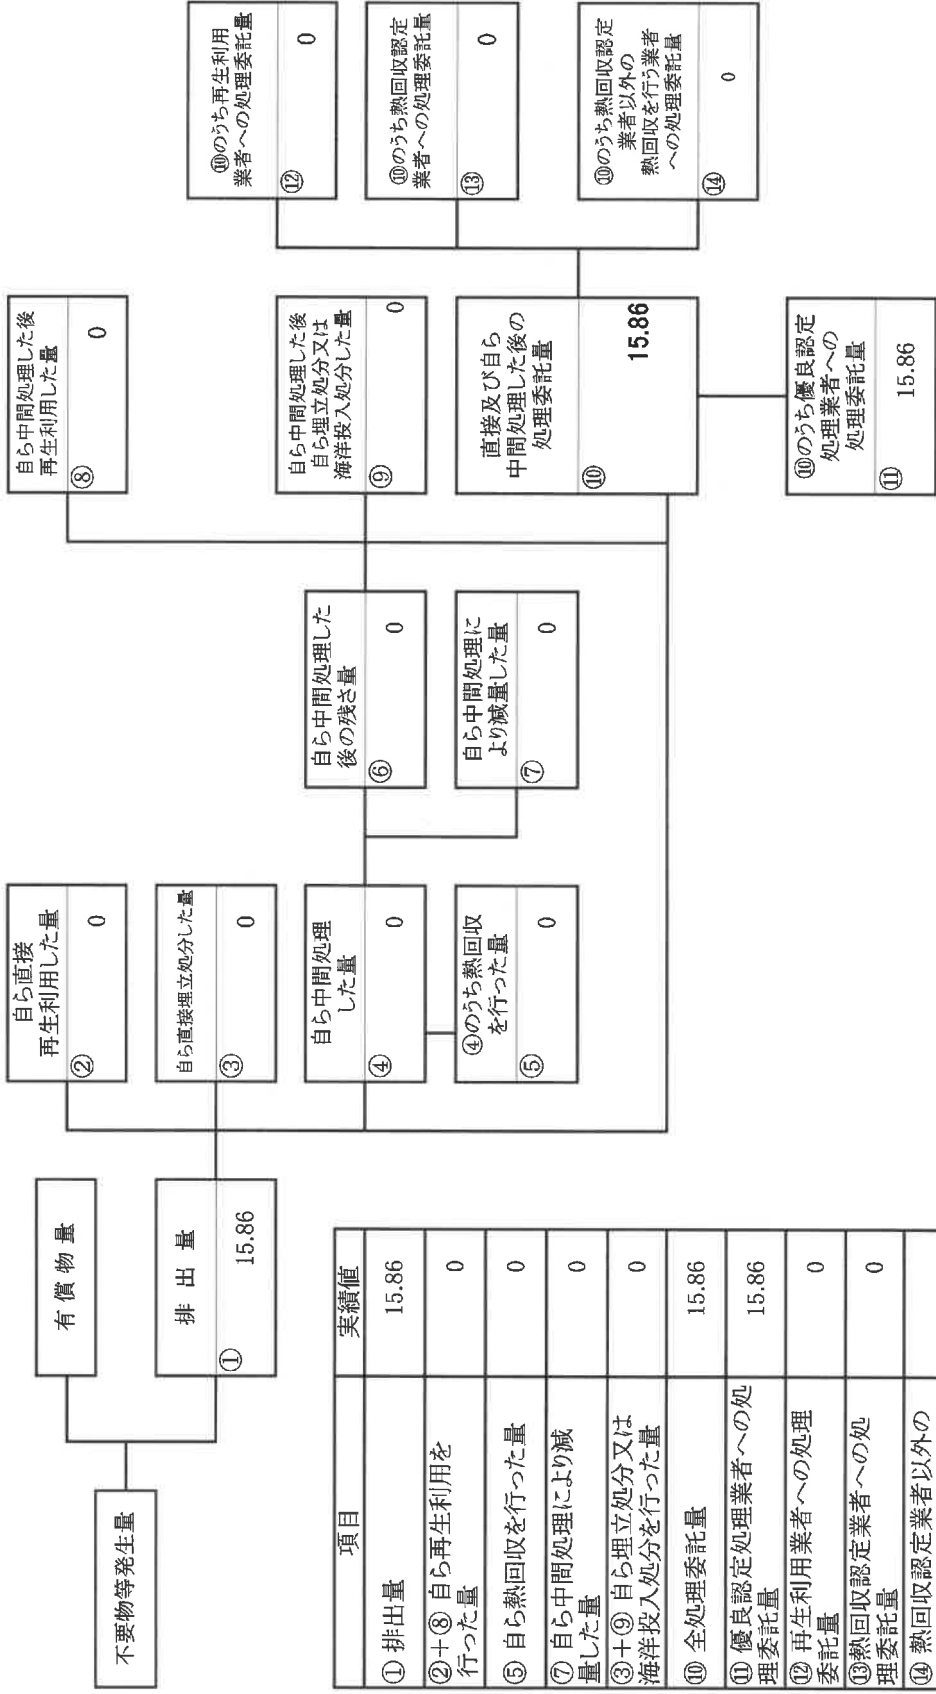 不要物等発生量
有償物量
排出量
① 15.86
自ら直接
再生利用した量
② 0
自ら直接埋立処分した量
③ 0
自ら中間処理
した量
④ 0
④のうち熱回収
を行った量
⑤ 0
自ら中間処理した
後の残さ量
⑥ 0
自ら中間処理に
より減量した量
⑦ 0
自ら中間処理した後
再生利用した量
⑧ 0
自ら中間処理した後
自ら埋立処分又は
海洋投入処分した量
⑨ 0
直接及び自ら
中間処理した後の
処理委託量
⑩ 15.86
⑩のうち優良認定
処理業者への
処理委託量
⑪ 15.86
⑩のうち再生利用
業者への処理委託量
⑫ 0
⑩のうち熱回収認定
業者への処理委託量
⑬ 0
⑩のうち熱回収認定
業者以外の
熱回収を行う業者
への処理委託量
⑭ 0
項目 実績値
①排出量 15.86
②+⑧ 自ら再生利用を
行った量 0
⑤ 自ら熱回収を行った量 0
⑦ 自ら中間処理により減
量した量 0
③+⑨ 自ら埋立処分又は
海洋投入処分を行った量 0
⑩ 全処理委託量 15.86
⑪ 優良認定処理業者への処
理委託量 15.86
⑫ 再生利用業者への処理
委託量 0
⑬熱回収認定業者への処
理委託量 0
⑭ 熱回収認定業者以外の